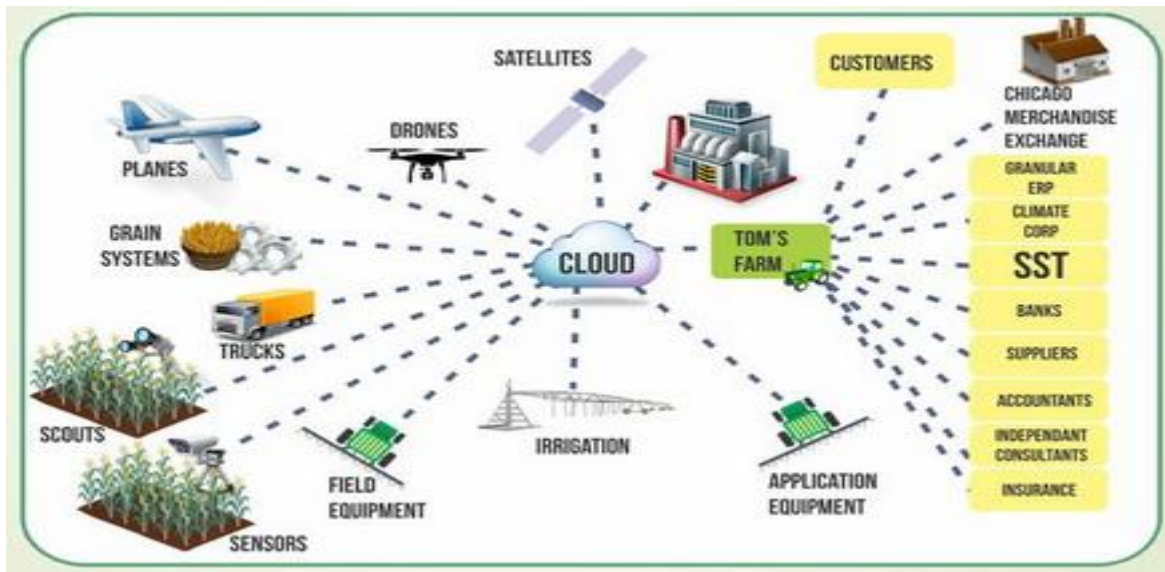 SATELLITES
CUSTOMERS
CHICAGO
MERCHANDISE
EXCHANGE
DRONES
PLANES
GRANULAR
ERP
CLIMATE
CORP
GRAIN
SYSTEMS
CLOUD
TOM'S
FARM
SST
BANKS
TRUCKS
SUPPLIERS
ACCOUNTANTS
SCOUTS
IRRIGATION
INDEPENDANT
CONSULTANTS
FIELD
EQUIPMENT
APPLICATION
EQUIPMENT
INSURANCE
SENSORS